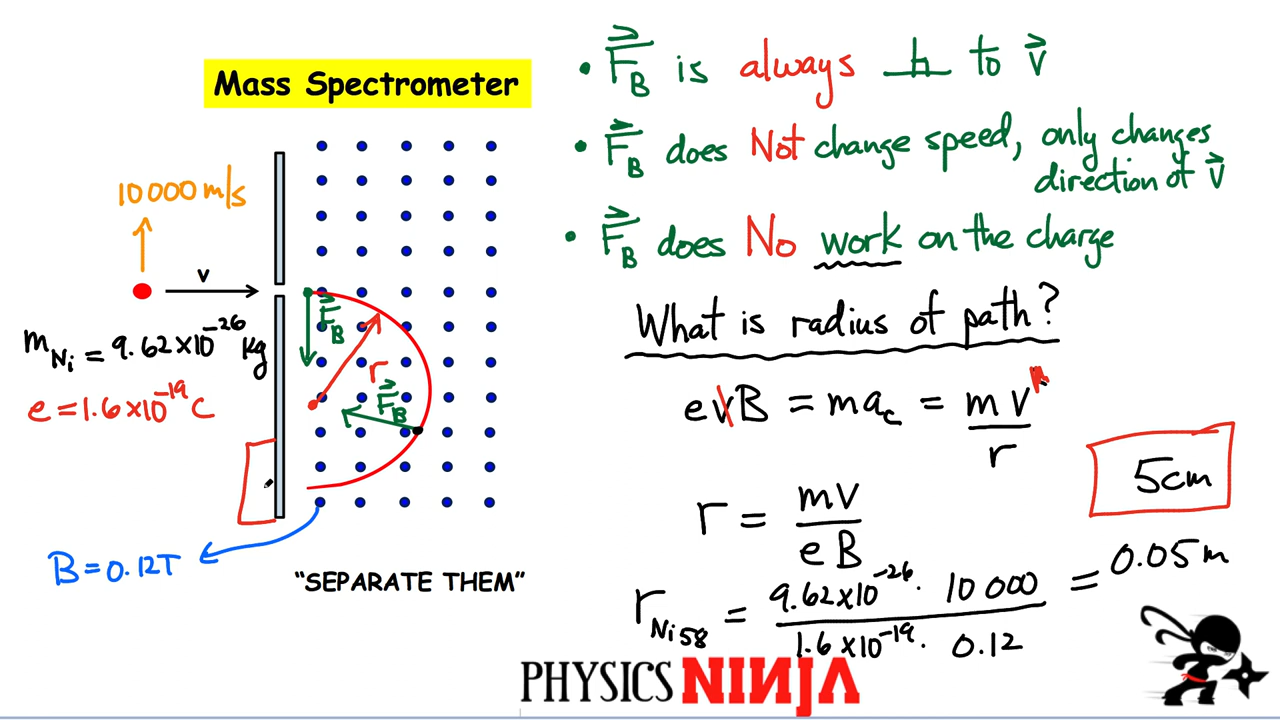 Mass Spectrometer
10 000 m/s
v
m_Ni = 9.62×10^-26 kg
e = 1.6×10^-19 C
F_B
r
F_B
B = 0.12T
"SEPARATE THEM"
• F_B is always ⊥ to v
• F_B does Not change speed, only changes
direction of v
• F_B does No work on the charge
What is radius of path?
evB = ma_c = mv^2/r
r = mv/eB
5cm
r_Ni58 = 9.62×10^-26 · 10 000 / 1.6×10^-19 · 0.12 = 0.05 m
PHYSICS NINJA